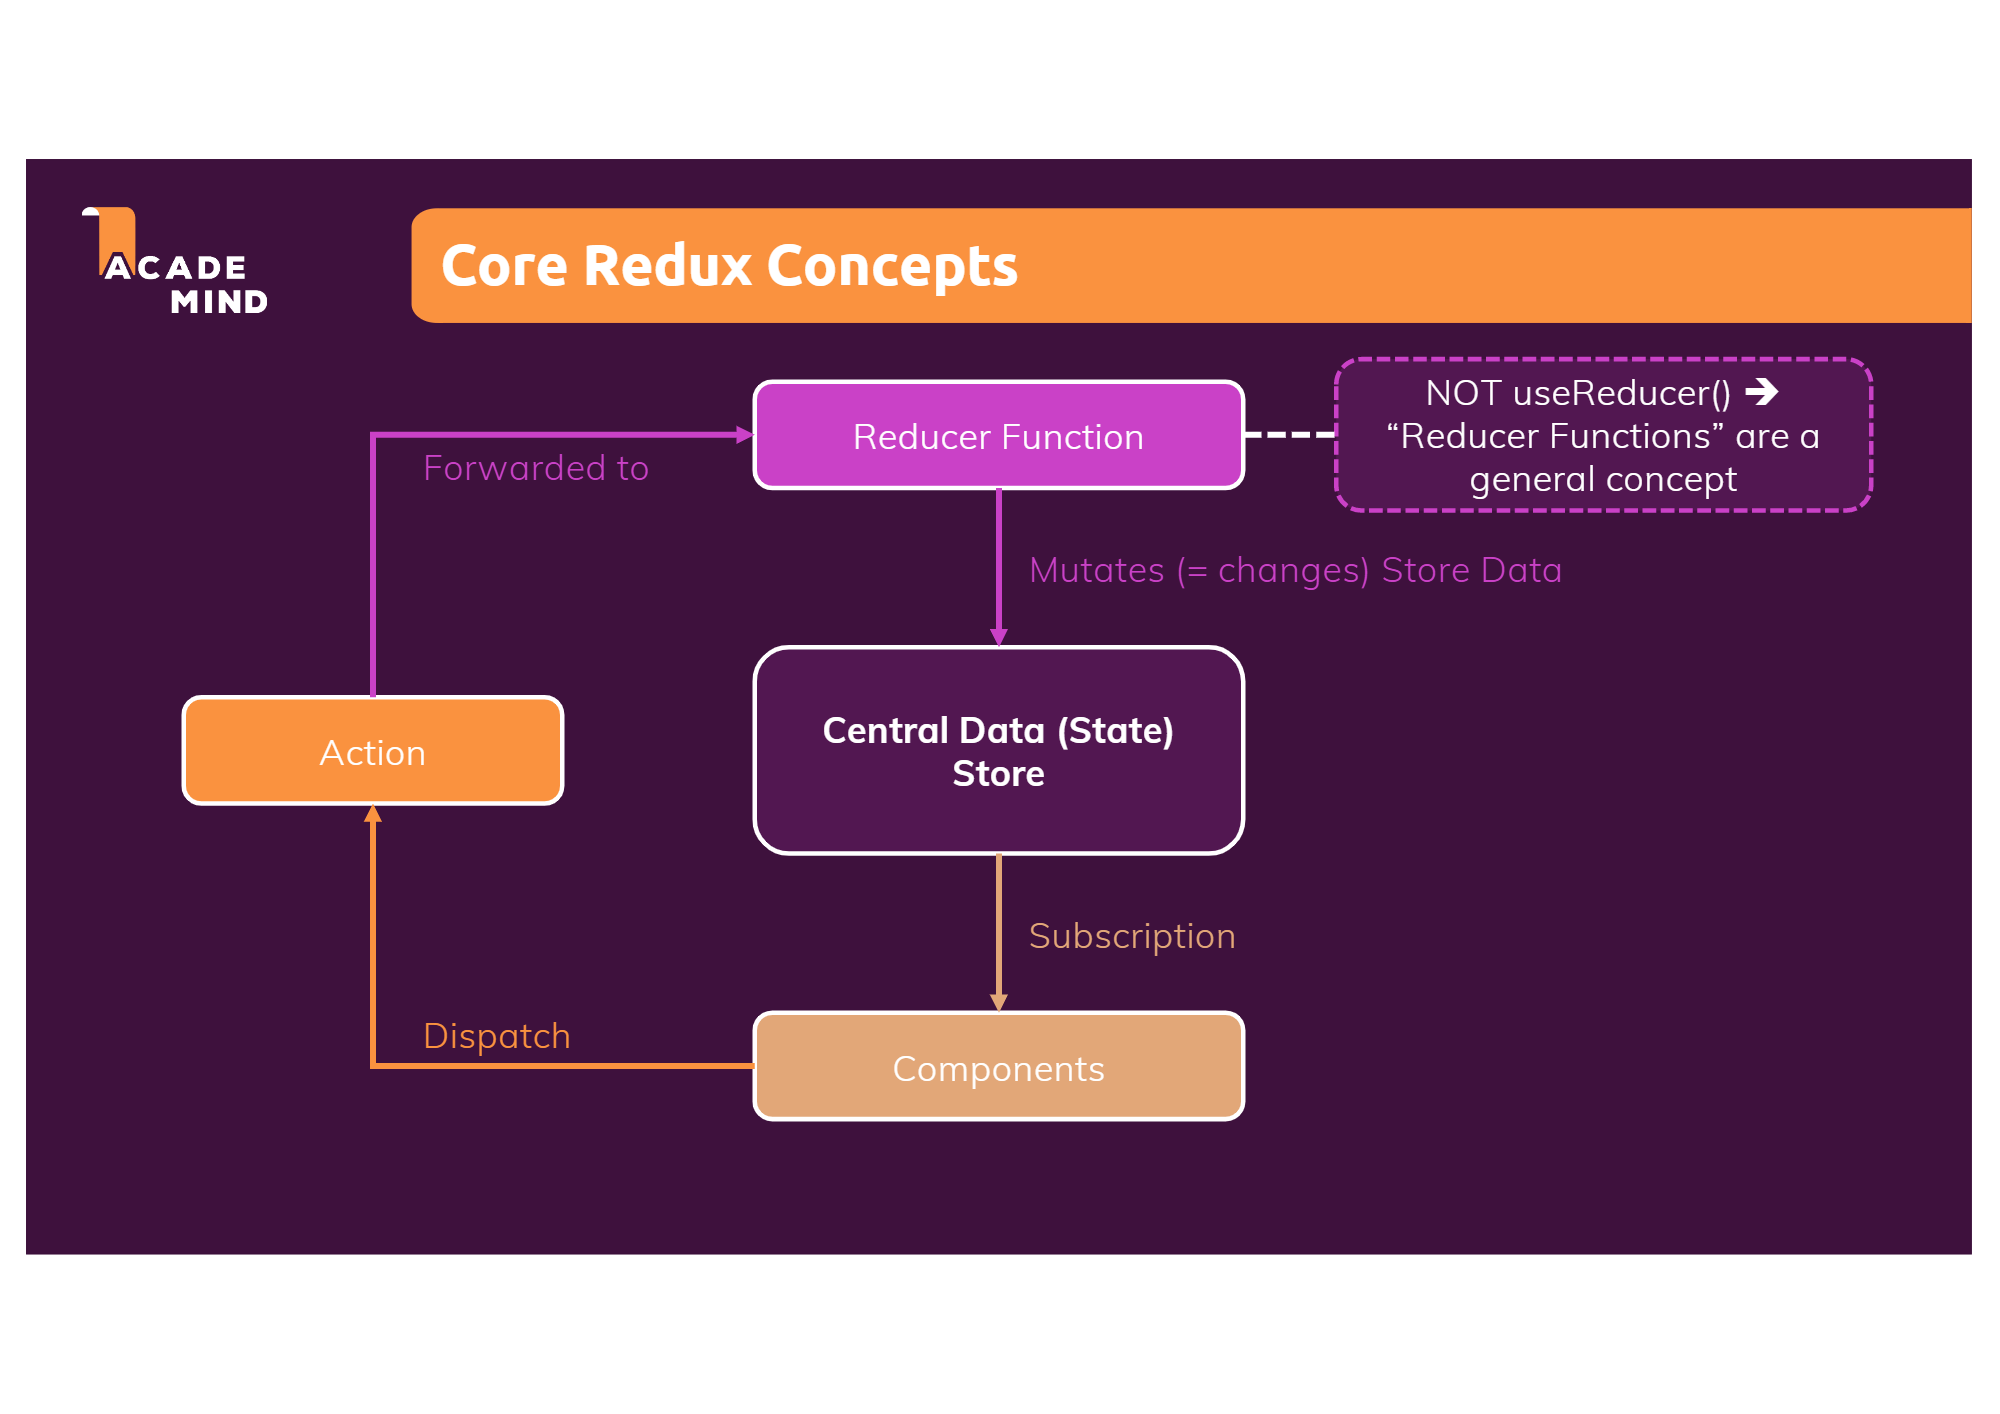 ACADE
MIND
Core Redux Concepts
Reducer Function
NOT useReducer() 🡺
“Reducer Functions” are a
general concept
Forwarded to
Mutates (= changes) Store Data
Action
Central Data (State)
Store
Subscription
Dispatch
Components